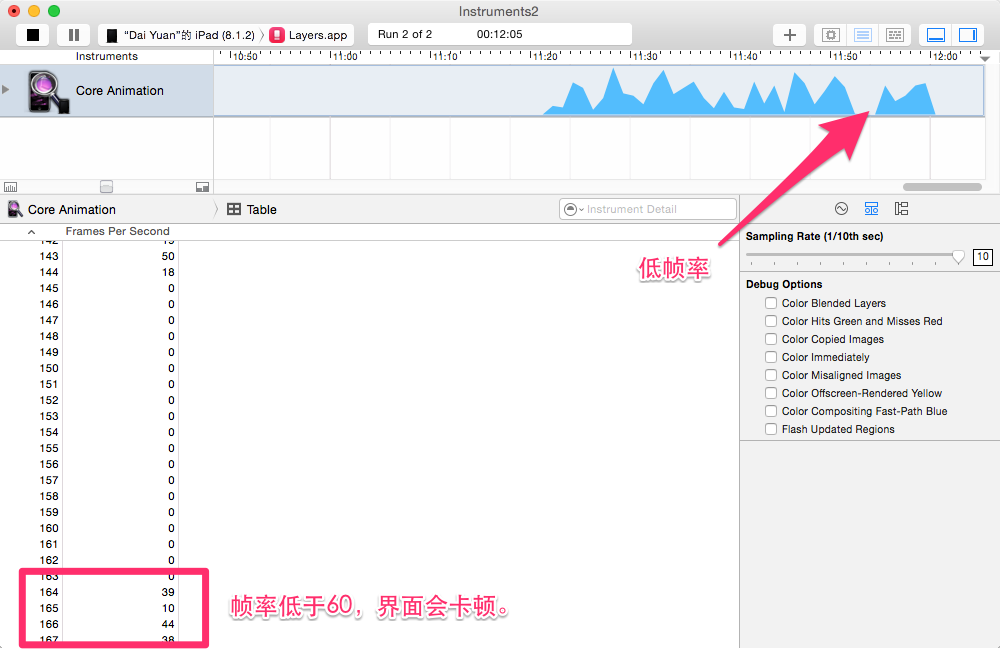 Instruments2
"Dai Yuan"的 iPad (8.1.2) 〉 Layers.app
Run 2 of 2 00:12:05
Instruments
10:50 11:00 11:10 11:20 11:30 11:40 11:50 12:00
Core Animation
Core Animation 〉 Table
Instrument Detail
Frames Per Second
143 50
144 18
145 0
146 0
147 0
148 0
149 0
150 0
151 0
152 0
153 0
154 0
155 0
156 0
157 0
158 0
159 0
160 0
161 0
162 0
163 0
164 39
165 10
166 44
167 38
低帧率
帧率低于60，界面会卡顿。
Sampling Rate (1/10th sec)
10
Debug Options
Color Blended Layers
Color Hits Green and Misses Red
Color Copied Images
Color Immediately
Color Misaligned Images
Color Offscreen-Rendered Yellow
Color Compositing Fast-Path Blue
Flash Updated Regions